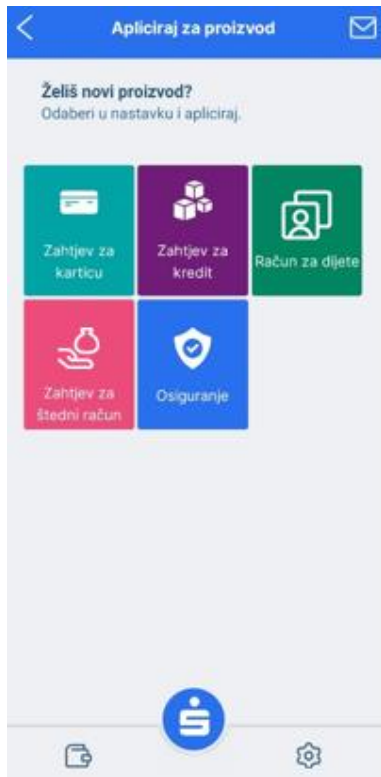 Apliciraj za proizvod
Želiš novi proizvod?
Odaberi u nastavku i apliciraj.
Zahtjev za
karticu
Zahtjev za
kredit
Račun za dijete
Zahtjev za
štedni račun
Osiguranje